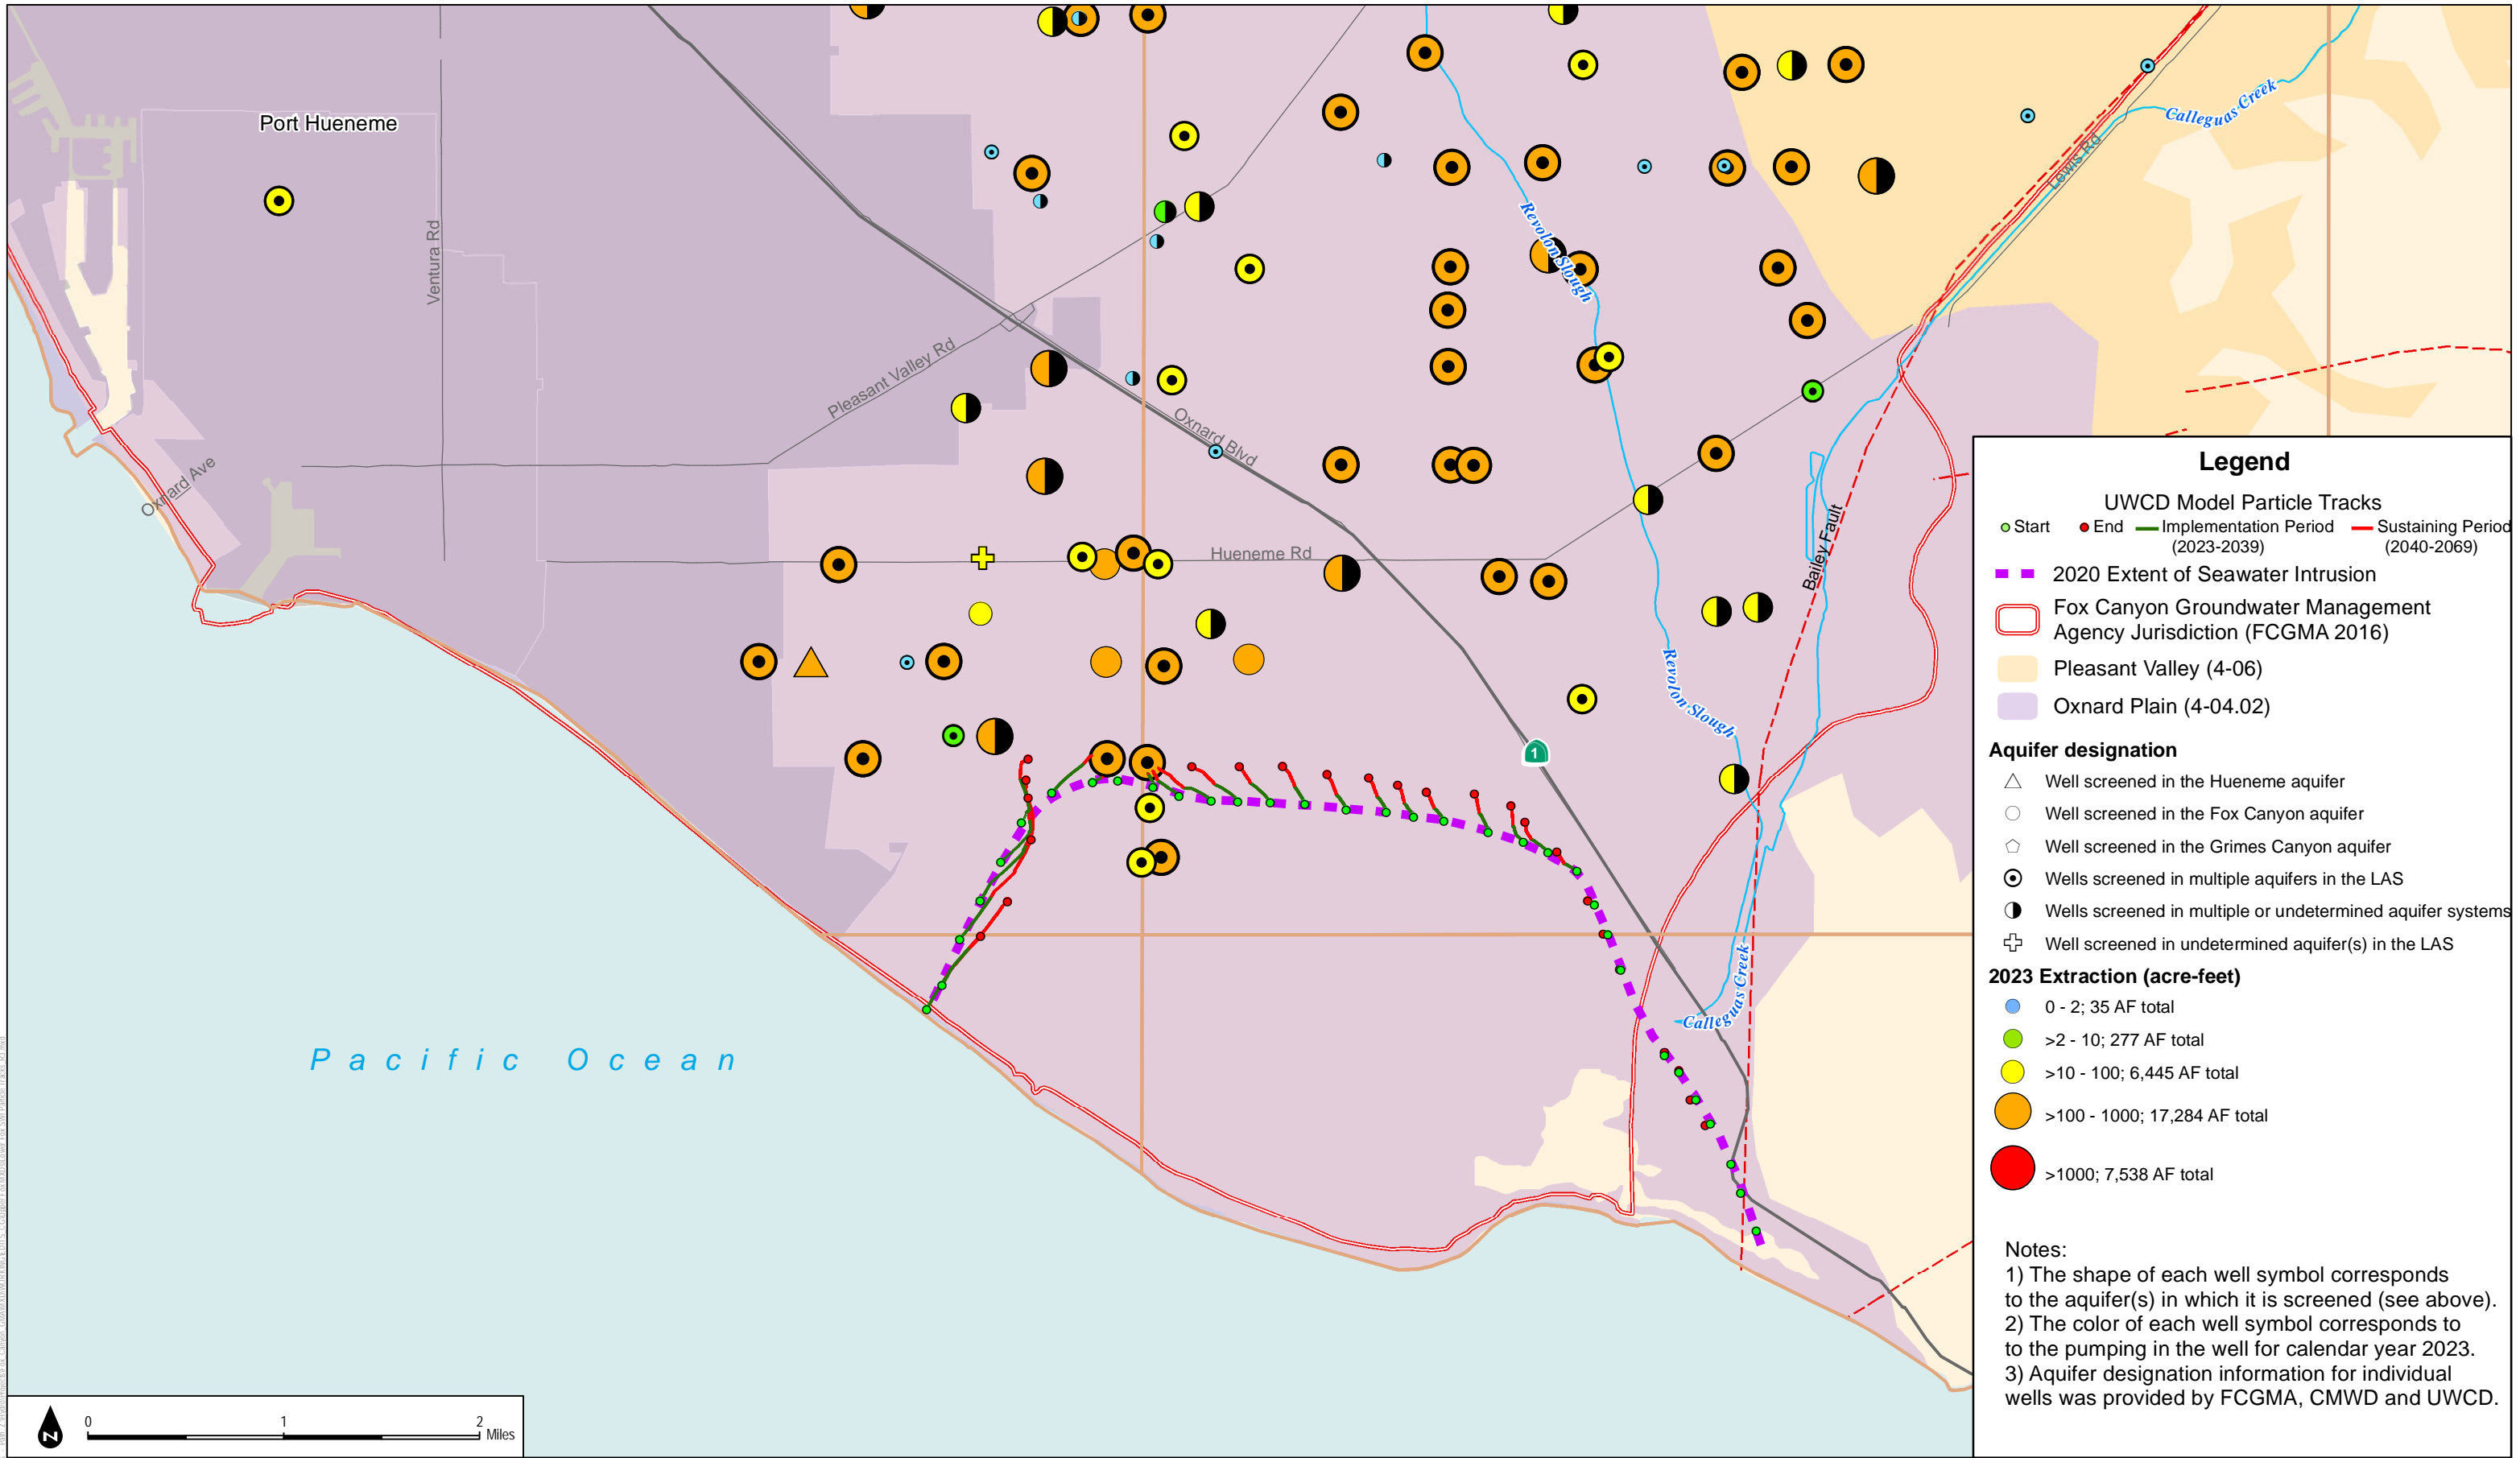 Port Hueneme
Ventura Rd
Oxnard Ave
Pleasant Valley Rd
Oxnard Blvd
Hueneme Rd
Revolon Slough
Revolon Slough
Calleguas Creek
Lewis Rd
Bailey Fault
1
Calleguas Creek
Pacific Ocean
N
0 1 2
Miles
Legend
UWCD Model Particle Tracks
Start End Implementation Period Sustaining Period
(2023-2039) (2040-2069)
2020 Extent of Seawater Intrusion
Fox Canyon Groundwater Management
Agency Jurisdiction (FCGMA 2016)
Pleasant Valley (4-06)
Oxnard Plain (4-04.02)
Aquifer designation
Well screened in the Hueneme aquifer
Well screened in the Fox Canyon aquifer
Well screened in the Grimes Canyon aquifer
Wells screened in multiple aquifers in the LAS
Wells screened in multiple or undetermined aquifer systems
Well screened in undetermined aquifer(s) in the LAS
2023 Extraction (acre-feet)
0 - 2; 35 AF total
>2 - 10; 277 AF total
>10 - 100; 6,445 AF total
>100 - 1000; 17,284 AF total
>1000; 7,538 AF total
Notes:
1) The shape of each well symbol corresponds
to the aquifer(s) in which it is screened (see above).
2) The color of each well symbol corresponds to
to the pumping in the well for calendar year 2023.
3) Aquifer designation information for individual
wells was provided by FCGMA, CMWD and UWCD.